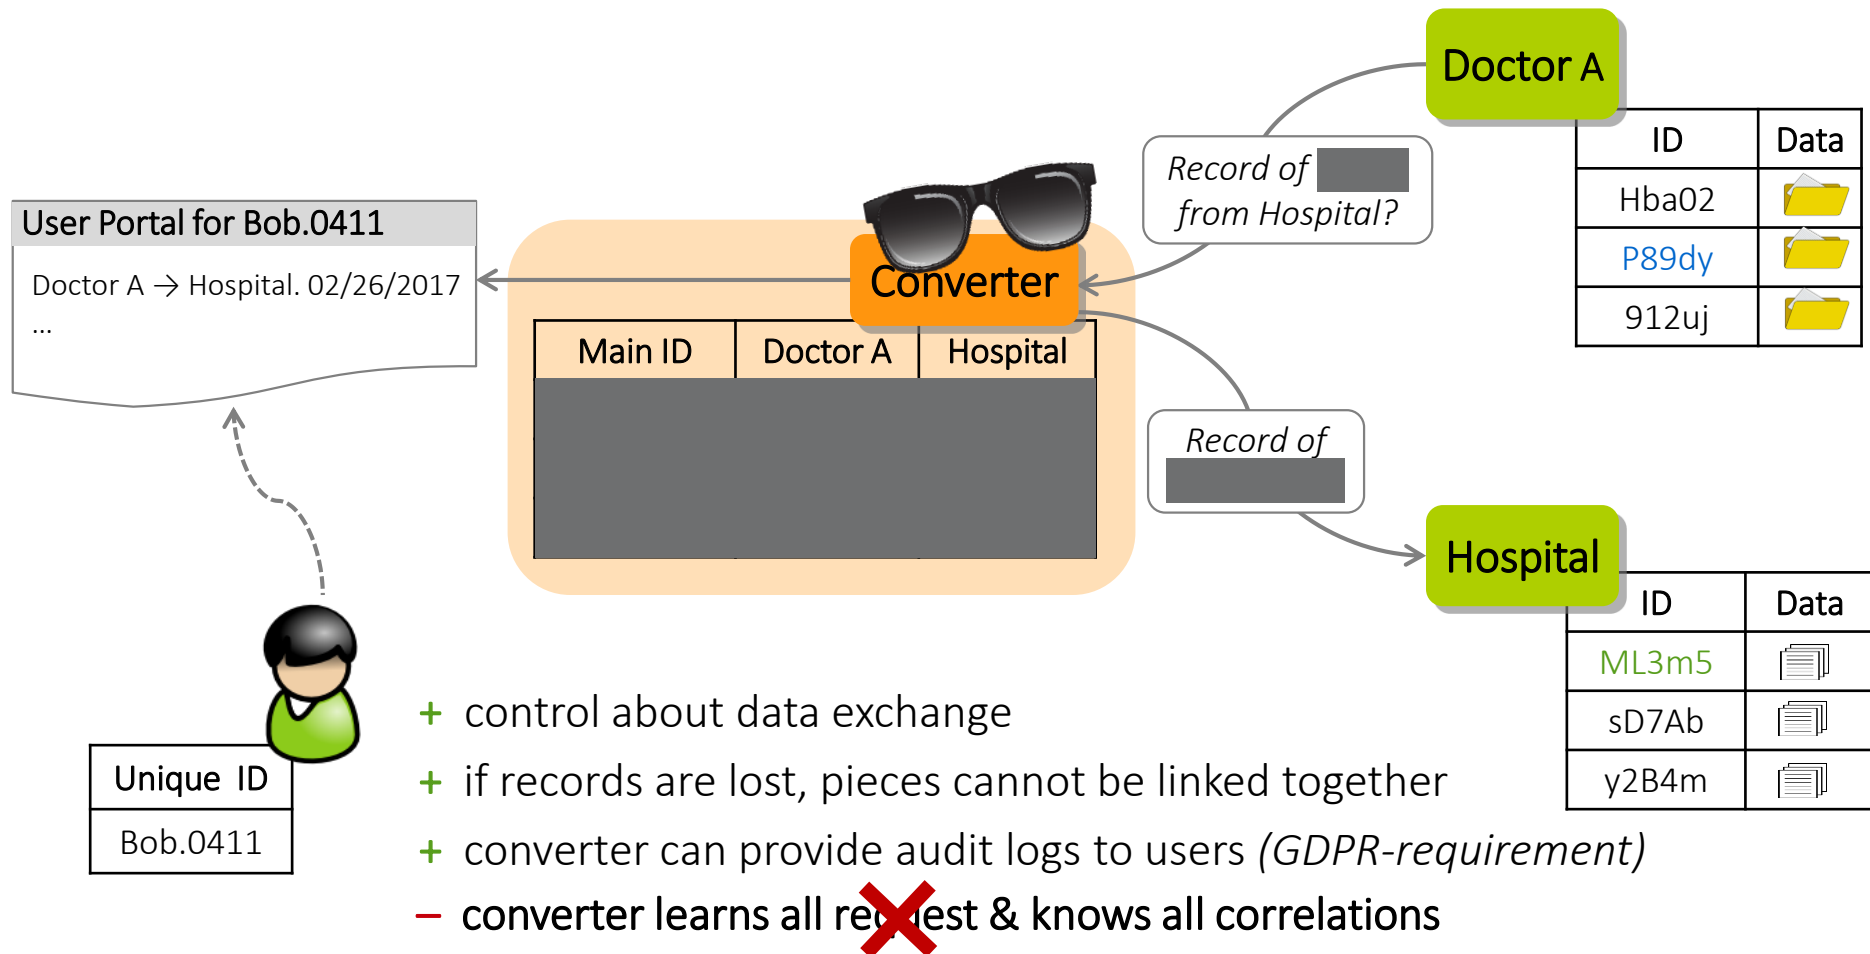 Doctor A
ID Data
Hba02
P89dy
912uj
Record of
from Hospital?
User Portal for Bob.0411
Doctor A → Hospital. 02/26/2017
...
Converter
Main ID Doctor A Hospital
Record of
Hospital
ID Data
ML3m5
sD7Ab
y2B4m
Unique ID
Bob.0411
+ control about data exchange
+ if records are lost, pieces cannot be linked together
+ converter can provide audit logs to users (GDPR-requirement)
– converter learns all request & knows all correlations